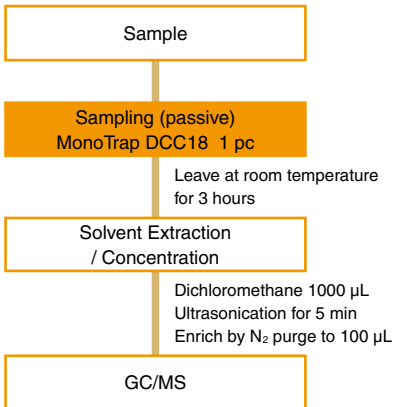 Sample
Sampling (passive)
MonoTrap DCC18 1 pc
Leave at room temperature
for 3 hours
Solvent Extraction
/ Concentration
Dichloromethane 1000 µL
Ultrasonication for 5 min
Enrich by N₂ purge to 100 µL
GC/MS